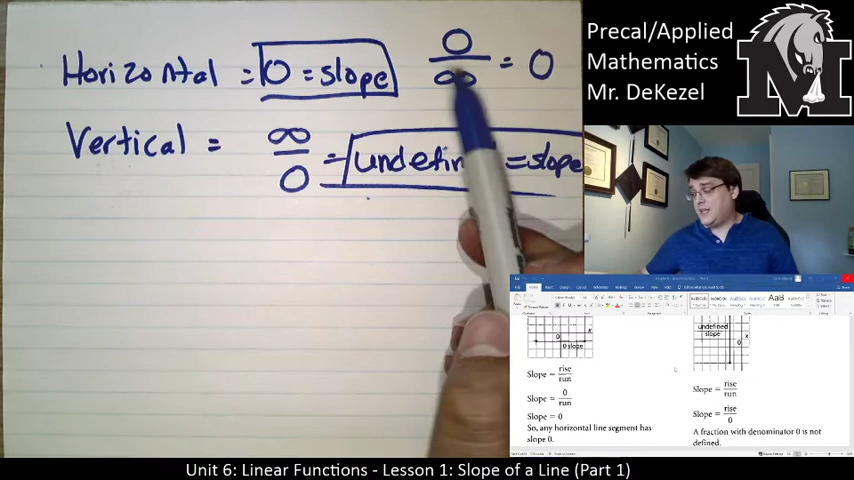 Horizontal = 0 = slope
0/∞ = 0
Vertical = ∞/0 = undefin = slope
Precal/Applied
Mathematics
Mr. DeKezel
M
x
0
0 slope
Slope = rise/run
Slope = 0/run
Slope = 0
So, any horizontal line segment has
slope 0.
undefined
slope
x
0
Slope = rise/run
Slope = rise/0
A fraction with denominator 0 is not
defined.
Unit 6: Linear Functions - Lesson 1: Slope of a Line (Part 1)